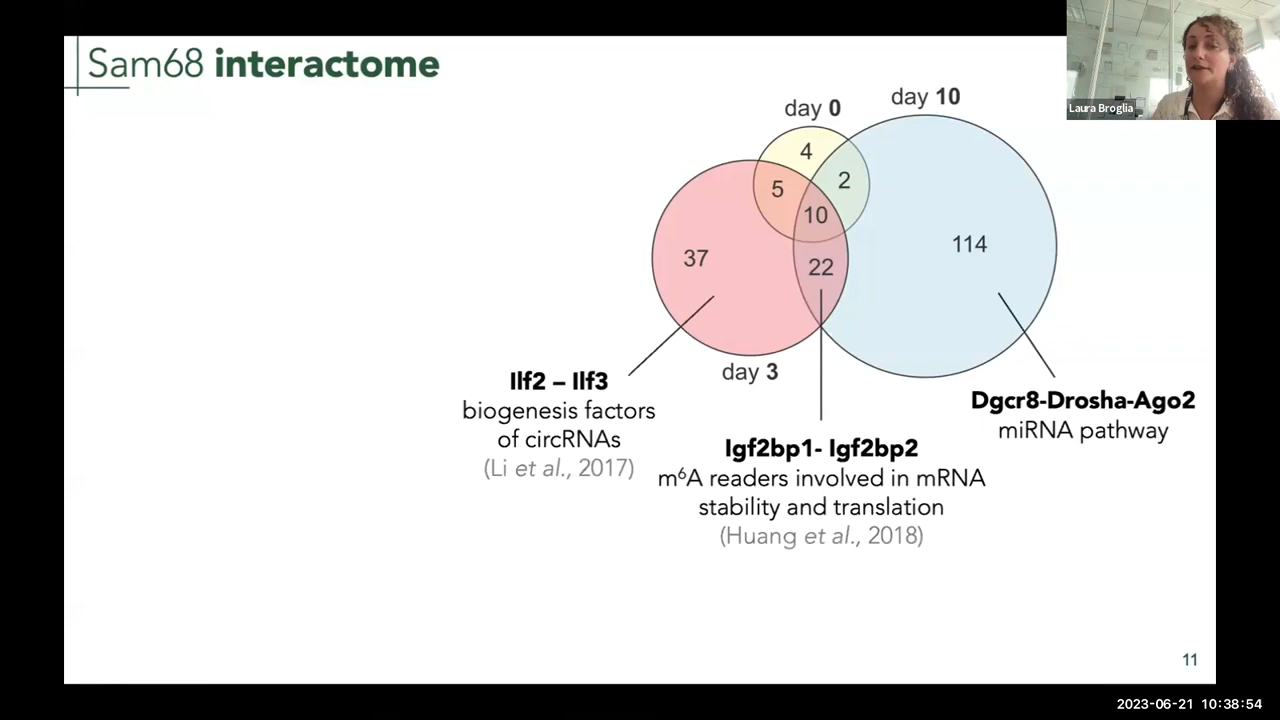 Sam68 interactome
Laura Broglia
day 0
day 10
4
5
2
10
37
22
114
day 3
Ilf2 – Ilf3
biogenesis factors
of circRNAs
(Li et al., 2017)
Igf2bp1- Igf2bp2
m⁶A readers involved in mRNA
stability and translation
(Huang et al., 2018)
Dgcr8-Drosha-Ago2
miRNA pathway
11
2023-06-21 10:38:54